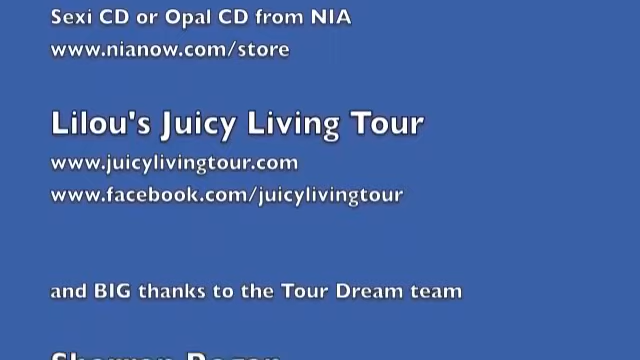 Sexi CD or Opal CD from NIA
www.nianow.com/store
Lilou's Juicy Living Tour
www.juicylivingtour.com
www.facebook.com/juicylivingtour
and BIG thanks to the Tour Dream team